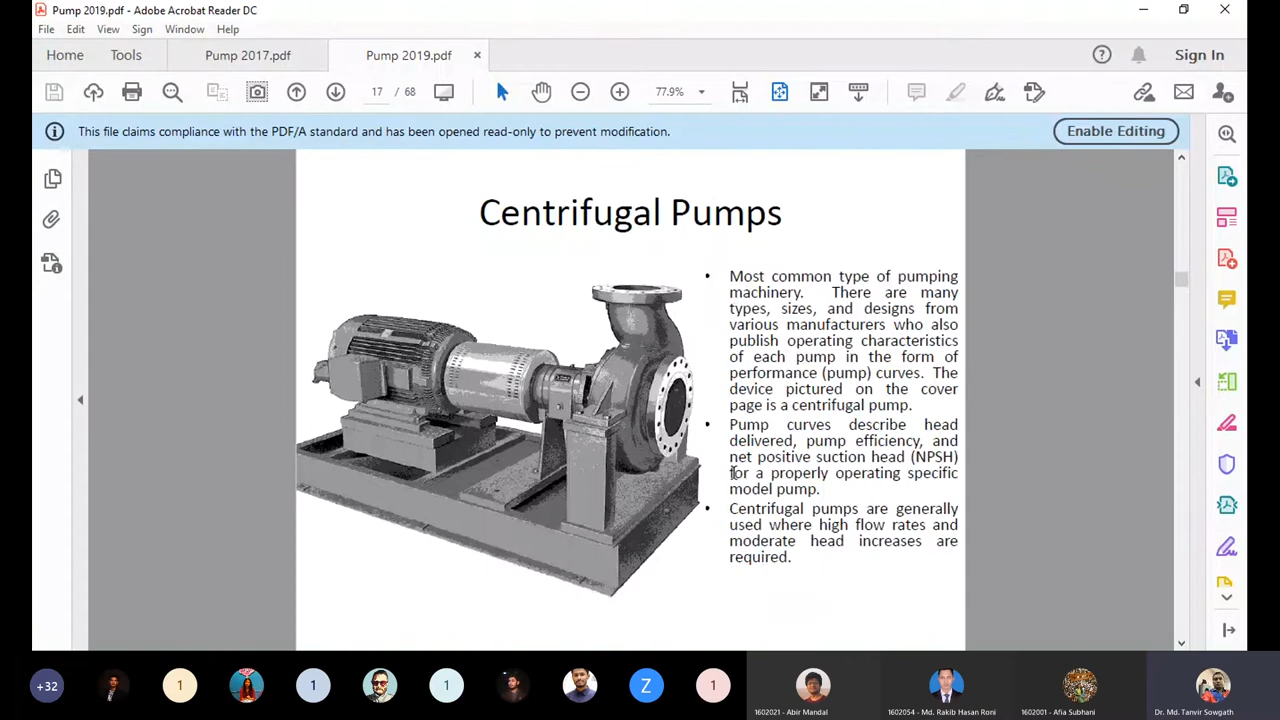 Pump 2019.pdf - Adobe Acrobat Reader DC
File Edit View Sign Window Help
Home Tools Pump 2017.pdf Pump 2019.pdf × Sign In
17 / 68 77.9%
This file claims compliance with the PDF/A standard and has been opened read-only to prevent modification. Enable Editing
Centrifugal Pumps
• Most common type of pumping
machinery. There are many
types, sizes, and designs from
various manufacturers who also
publish operating characteristics
of each pump in the form of
performance (pump) curves. The
device pictured on the cover
page is a centrifugal pump.
• Pump curves describe head
delivered, pump efficiency, and
net positive suction head (NPSH)
for a properly operating specific
model pump.
• Centrifugal pumps are generally
used where high flow rates and
moderate head increases are
required.
+32 1 1 1 Z 1
1602021 - Abir Mandal 1602054 - Md. Rakib Hasan Roni 1602001 - Afia Subhani Dr. Md. Tanvir Sowgath